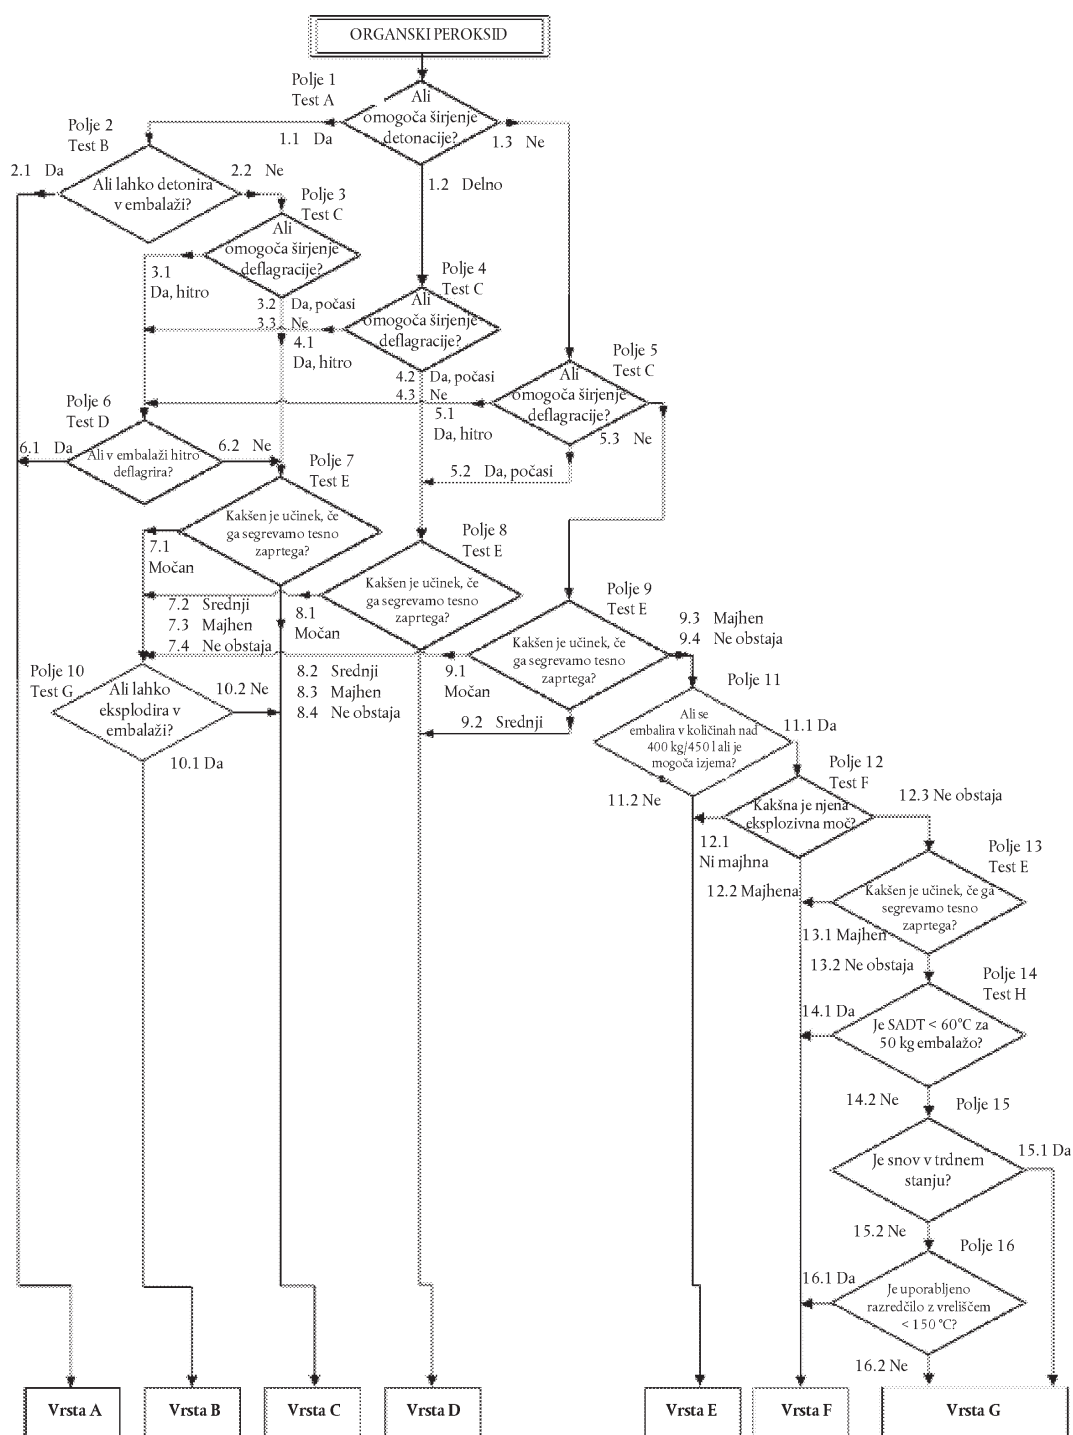 ORGANSKI PEROKSID
Polje 1
Test A
Ali
omogoča širjenje
detonacije?
1.1 Da
1.3 Ne
1.2 Delno
Polje 2
Test B
2.1 Da
2.2 Ne
Ali lahko detonira
v embalaži?
Polje 3
Test C
Ali
omogoča širjenje
deflagracije?
3.1
Da, hitro
3.2 Da, počasi
3.3 Ne
Polje 4
Test C
Ali
omogoča širjenje
deflagracije?
4.1
Da, hitro
4.2 Da, počasi
4.3 Ne
Polje 5
Test C
Ali
omogoča širjenje
deflagracije?
5.1
Da, hitro
5.3 Ne
5.2 Da, počasi
Polje 6
Test D
6.1 Da
6.2 Ne
Ali v embalaži hitro
deflagrira?
Polje 7
Test E
Kakšen je učinek, če
ga segrevamo tesno
zaprtega?
7.1
Močan
7.2 Srednji
7.3 Majhen
7.4 Ne obstaja
Polje 8
Test E
Kakšen je učinek, če
ga segrevamo tesno
zaprtega?
8.1
Močan
8.2 Srednji
8.3 Majhen
8.4 Ne obstaja
Polje 9
Test E
Kakšen je učinek, če
ga segrevamo tesno
zaprtega?
9.3 Majhen
9.4 Ne obstaja
9.1
Močan
9.2 Srednji
Polje 10
Test G
Ali lahko
eksplodira v
embalaži?
10.2 Ne
10.1 Da
Polje 11
Ali se
embalira v količinah nad
400 kg/450 l ali je
mogoča izjema?
11.1 Da
11.2 Ne
Polje 12
Test F
Kakšna je njena
eksplozivna moč?
12.3 Ne obstaja
12.1
Ni majhna
12.2 Majhena
Polje 13
Test E
Kakšen je učinek, če ga
segrevamo tesno
zaprtega?
13.1 Majhen
13.2 Ne obstaja
Polje 14
Test H
14.1 Da
Je SADT < 60°C za
50 kg embalažo?
14.2 Ne
Polje 15
Je snov v trdnem
stanju?
15.1 Da
15.2 Ne
Polje 16
16.1 Da
Je uporabljeno
razredčilo z vreliščem
< 150 °C?
16.2 Ne
Vrsta A
Vrsta B
Vrsta C
Vrsta D
Vrsta E
Vrsta F
Vrsta G